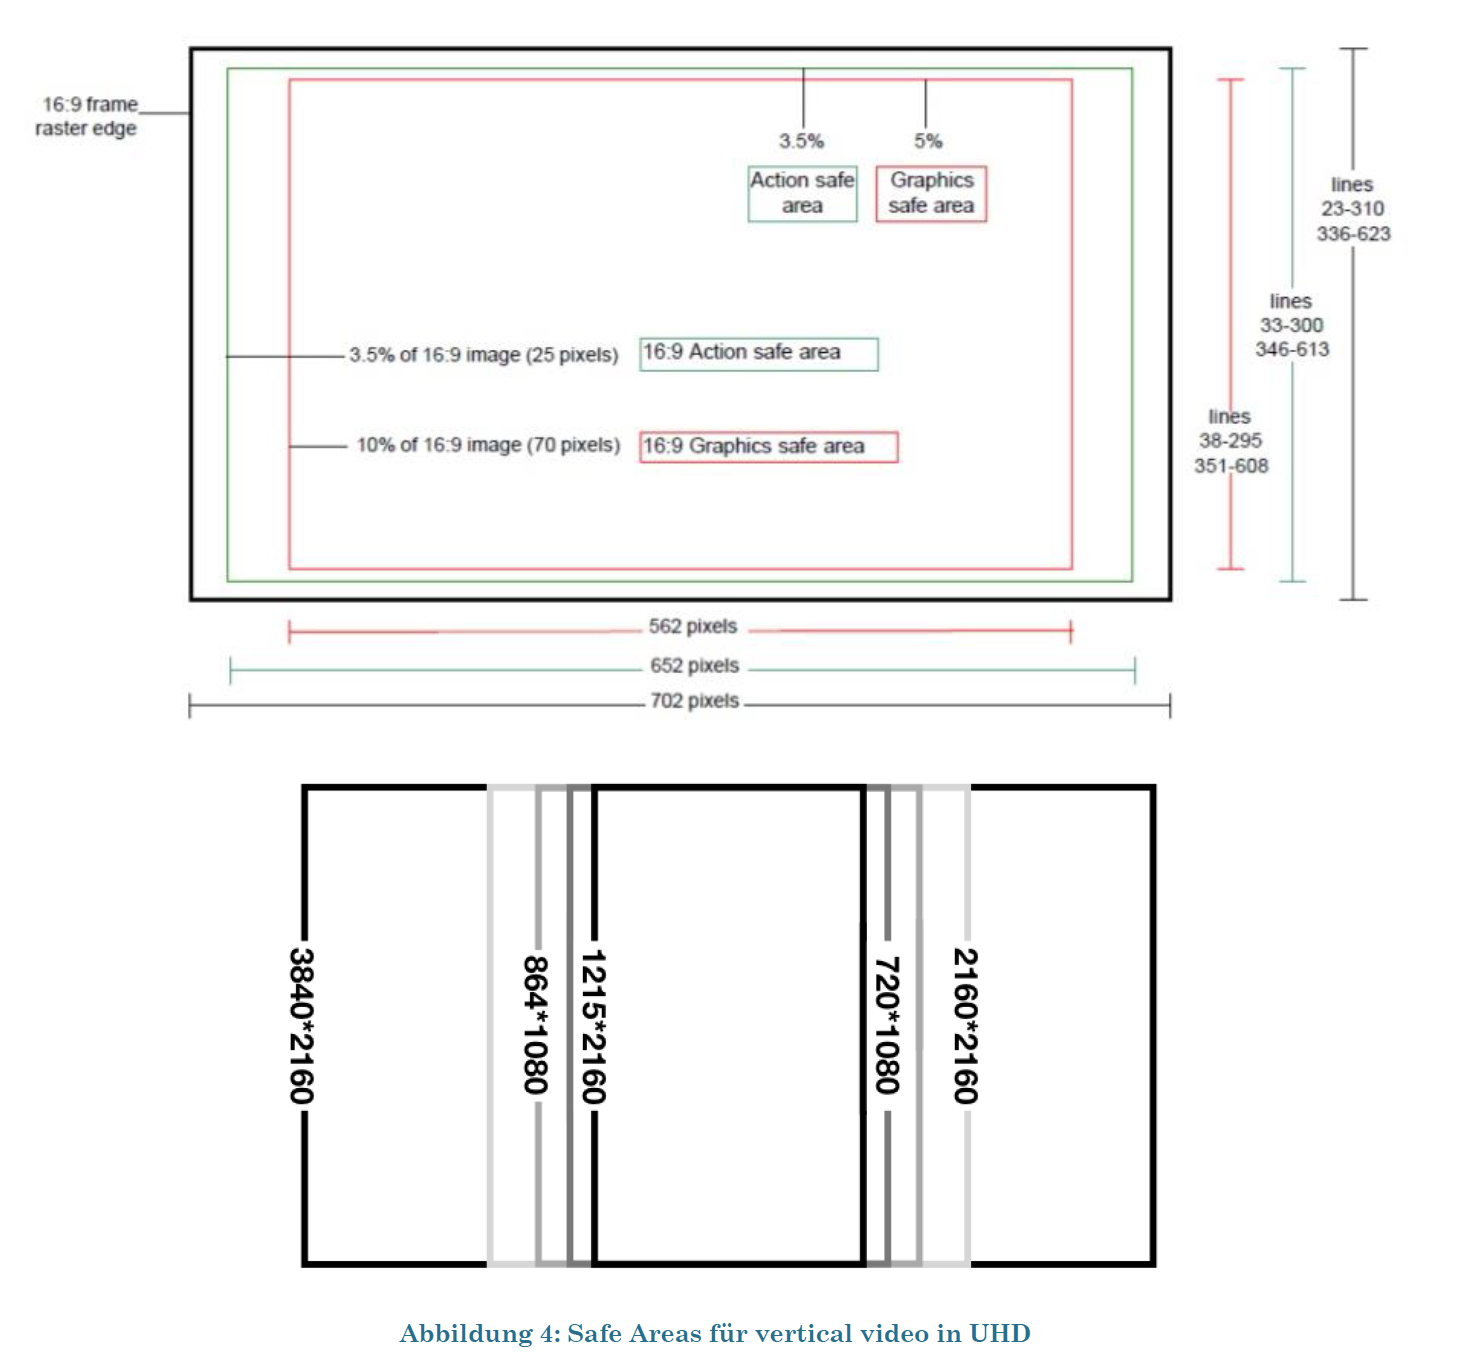 16:9 frame
raster edge
3.5%
5%
Action safe
area
Graphics
safe area
lines
23-310
336-623
lines
33-300
346-613
3.5% of 16:9 image (25 pixels)
16:9 Action safe area
lines
38-295
351-608
10% of 16:9 image (70 pixels)
16:9 Graphics safe area
562 pixels
652 pixels
702 pixels
3840*2160
864*1080
1215*2160
720*1080
2160*2160
Abbildung 4: Safe Areas für vertical video in UHD